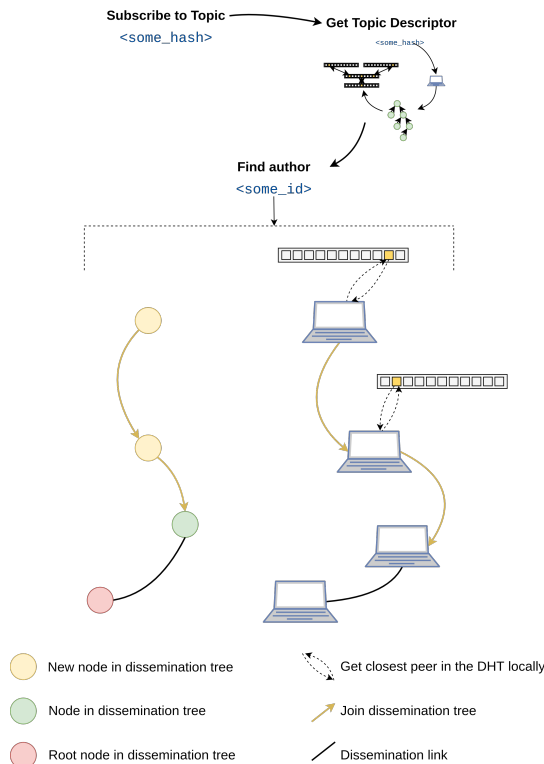 Subscribe to Topic
<some_hash>
Get Topic Descriptor
<some_hash>
Find author
<some_id>
New node in dissemination tree
Get closest peer in the DHT locally
Node in dissemination tree
Join dissemination tree
Root node in dissemination tree
Dissemination link